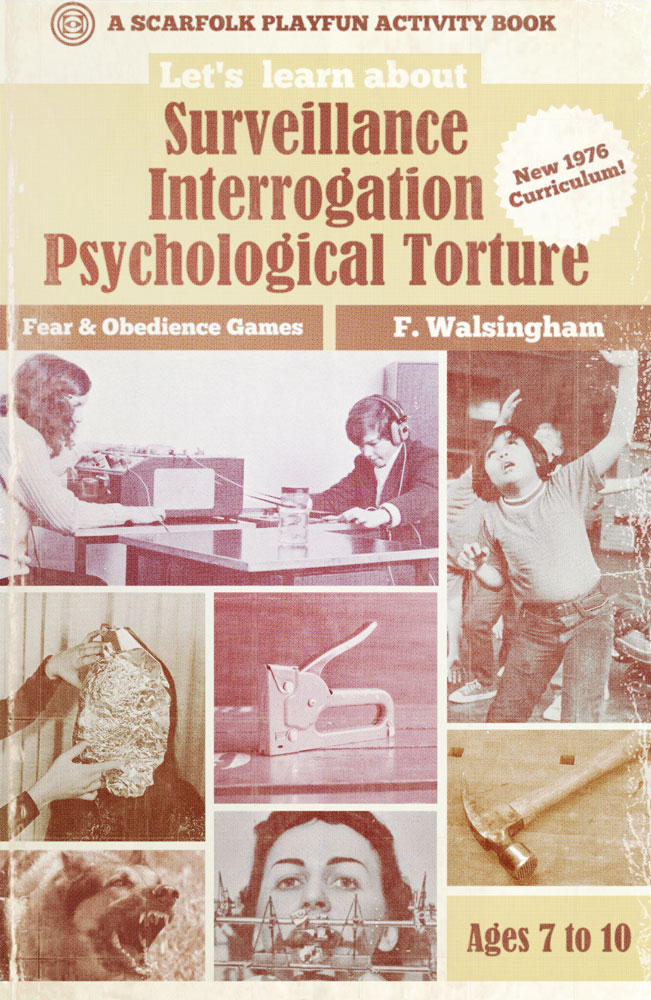 A SCARFOLK PLAYFUN ACTIVITY BOOK
Let's learn about
Surveillance
Interrogation
Psychological Torture
New 1976
Curriculum!
Fear & Obedience Games
F. Walsingham
Ages 7 to 10